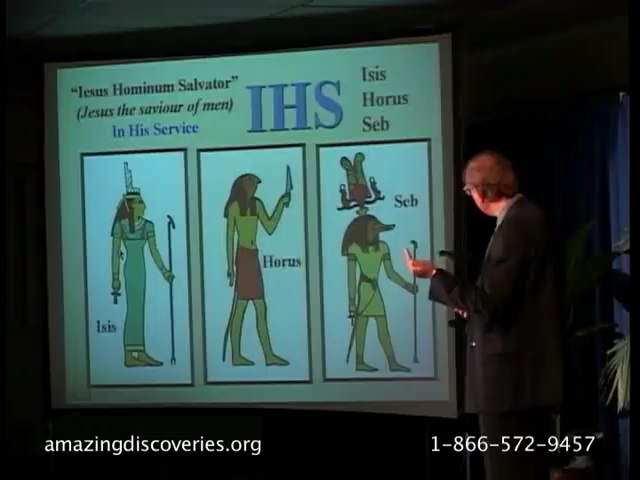 "Iesus Hominum Salvator"
(Jesus the saviour of men)
In His Service
IHS
Isis
Horus
Seb
Isis
Horus
Seb
amazingdiscoveries.org
1-866-572-9457